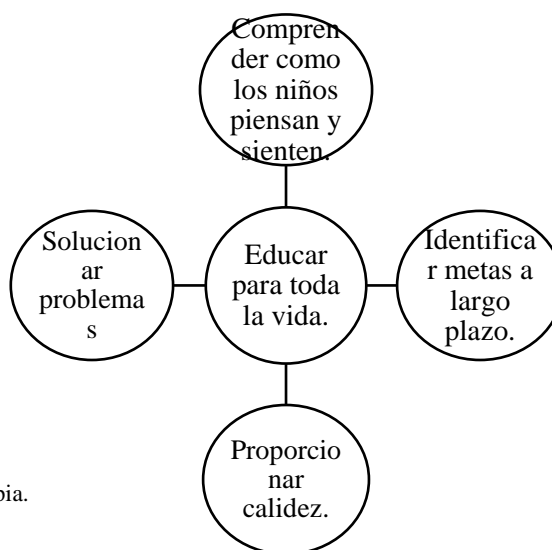 Compren
der como
los niños
piensan y
sienten.
Solucion
ar
problema
s
Educar
para toda
la vida.
Identifica
r metas a
largo
plazo.
Proporcio
nar
calidez.
pia.